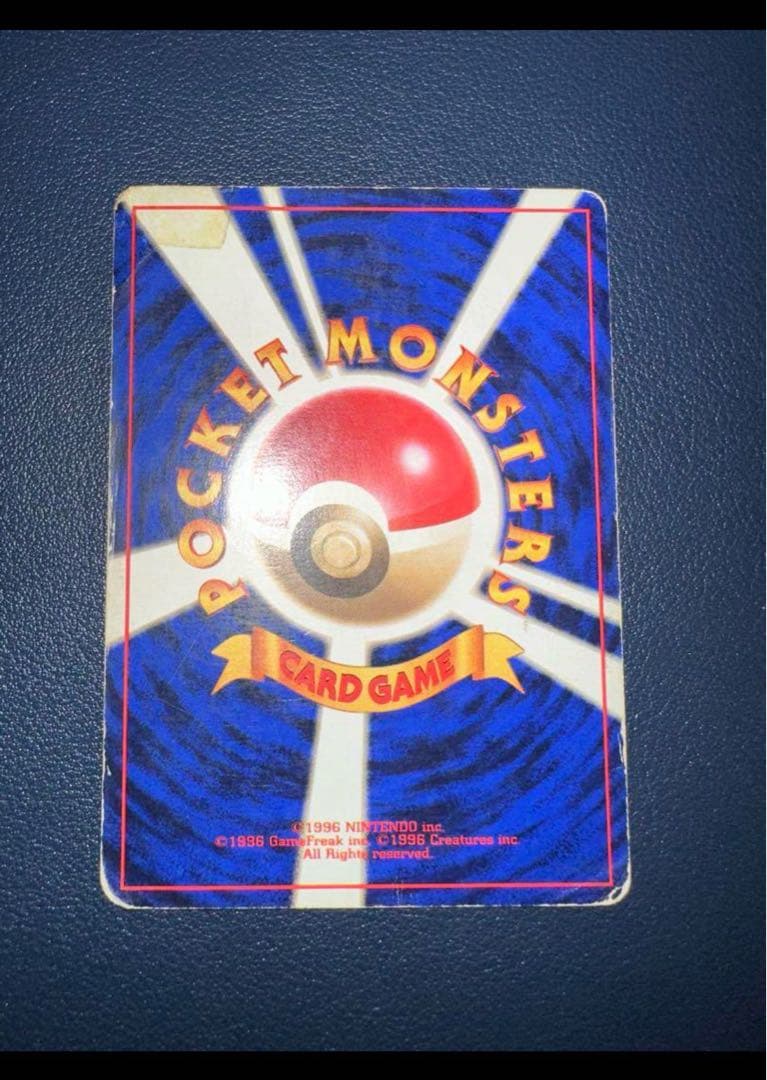 POCKET MONSTERS
CARD GAME
©1996 NINTENDO inc.
©1996 GameFreak inc. ©1996 Creatures inc.
All Rights reserved.